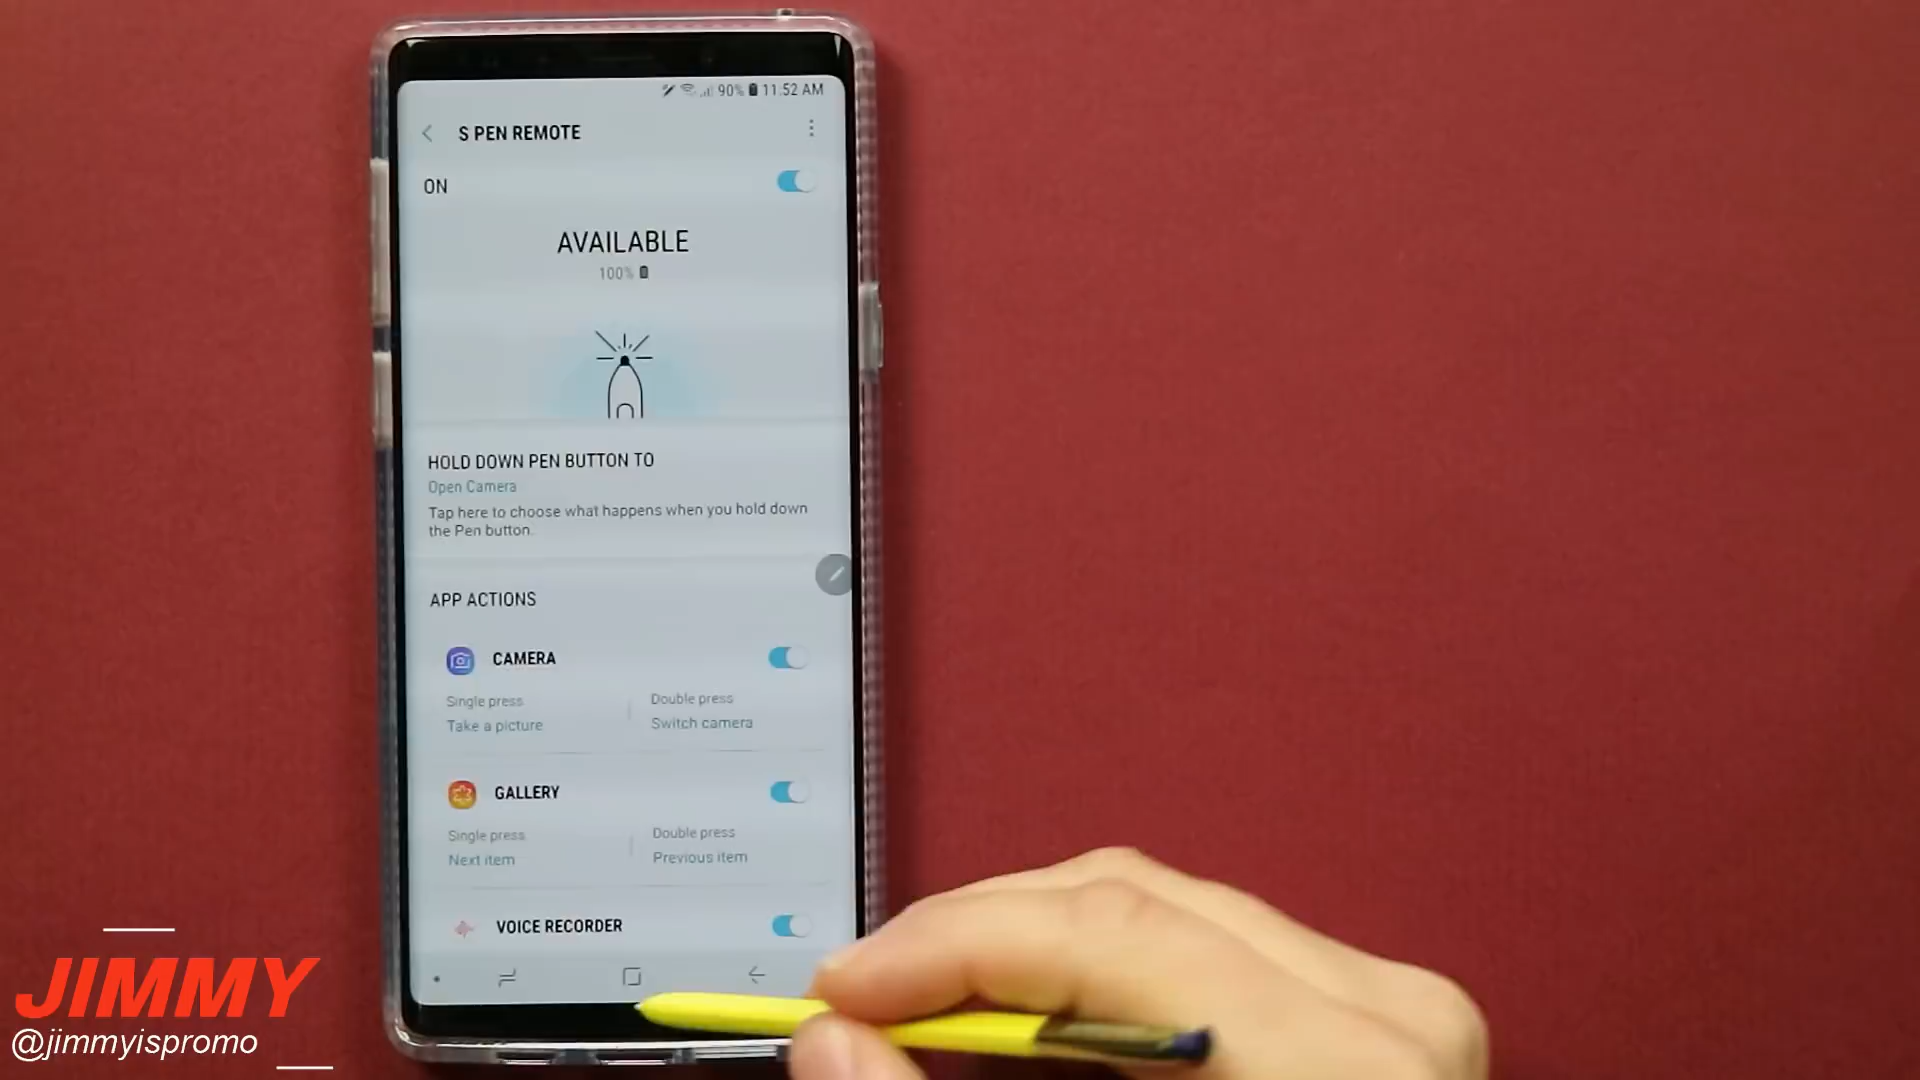 90% 11:52 AM
S PEN REMOTE
ON
AVAILABLE
100%
HOLD DOWN PEN BUTTON TO
Open Camera
Tap here to choose what happens when you hold down
the Pen button.
APP ACTIONS
CAMERA
Single press
Take a picture
Double press
Switch camera
GALLERY
Single press
Next item
Double press
Previous item
VOICE RECORDER
JIMMY
@jimmyispromo